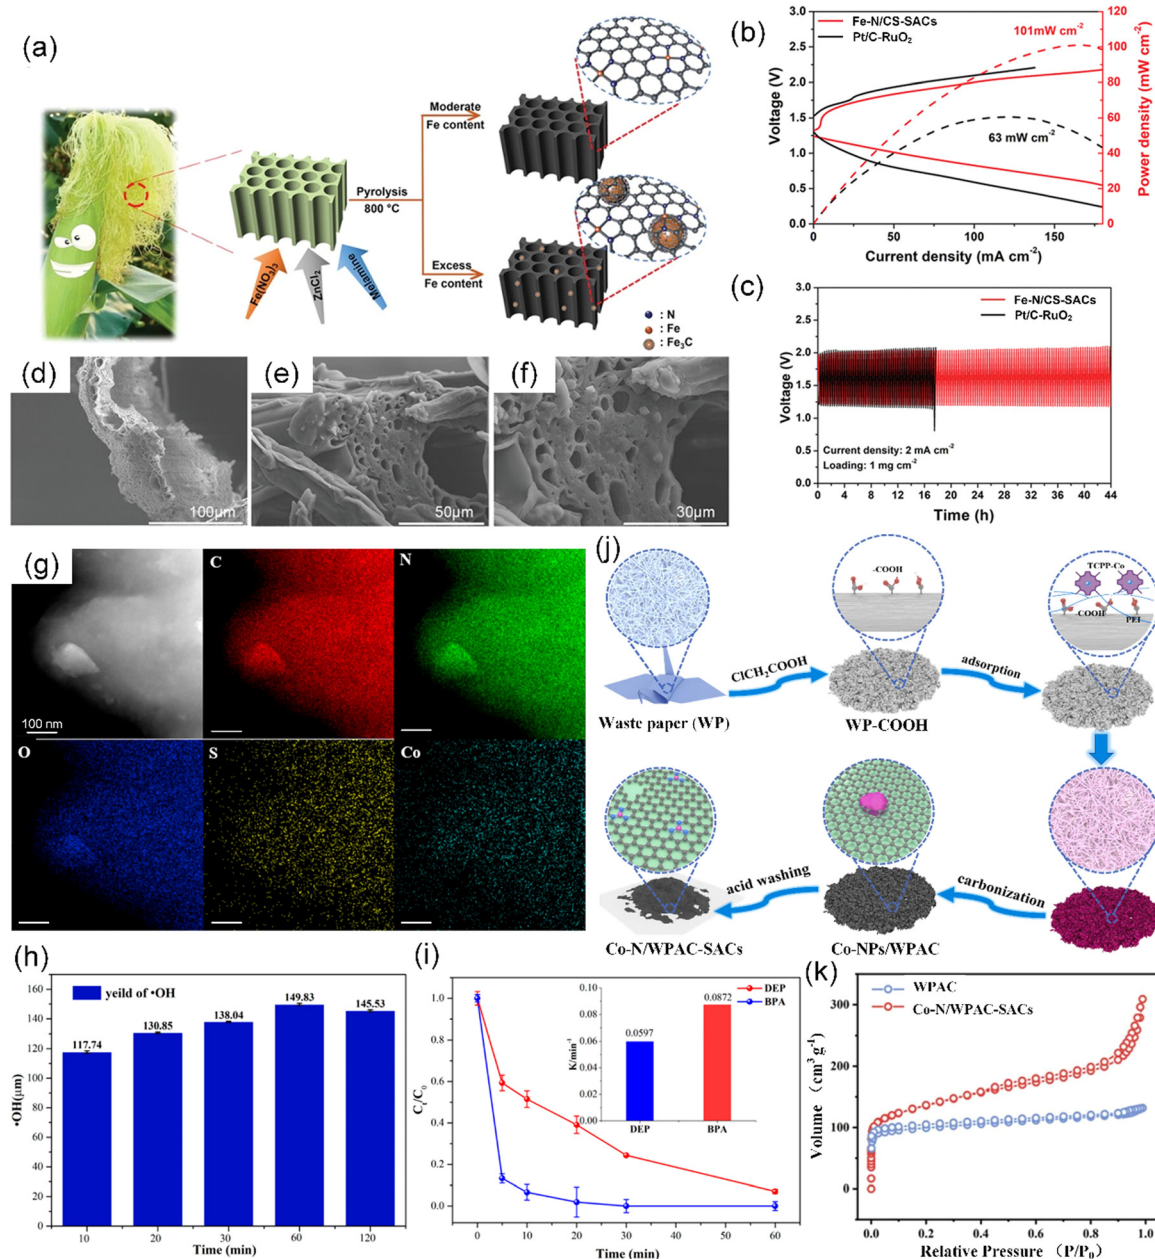 (a)
Moderate
Fe content
Pyrolysis
800 °C
Excess
Fe content
Fe(NO₃)₃
ZnCl₂
Melamine
: N
: Fe
: Fe₃C
(b)
Fe-N/CS-SACs
Pt/C-RuO₂
101mW cm⁻²
63 mW cm⁻²
Voltage (V)
3.0
2.5
2.0
1.5
1.0
0.5
0.0
Power density (mW cm⁻²)
120
100
80
60
40
20
0
0 50 100 150
Current density (mA cm⁻²)
(c)
Fe-N/CS-SACs
Pt/C-RuO₂
Voltage (V)
3.0
2.5
2.0
1.5
1.0
0.5
0.0
Current density: 2 mA cm⁻²
Loading: 1 mg cm⁻²
0 4 8 12 16 20 24 28 32 36 40 44
Time (h)
(d)
100μm
(e)
50μm
(f)
30μm
(g)
C
N
100 nm
O
S
Co
(j)
-COOH
TCPP-Co
COOH
PEI
ClCH₂COOH
adsorption
Waste paper (WP)
WP-COOH
acid washing
carbonization
Co-N/WPAC-SACs
Co-NPs/WPAC
(h)
yeild of •OH
•OH(μm)
150
140
130
120
110
100
90
80
70
60
50
40
30
20
10
0
117.74
130.85
138.04
149.83
145.53
10 20 30 60 120
Time (min)
(i)
DEP
BPA
Cₜ/C₀
1.0
0.8
0.6
0.4
0.2
0.0
K/min⁻¹
0.10
0.08
0.06
0.04
0.02
0.00
0.0597
0.0872
DEP BPA
0 10 20 30 40 50 60
Time (min)
(k)
WPAC
Co-N/WPAC-SACs
Volume (cm³ g⁻¹)
300
200
100
0
0.0 0.2 0.4 0.6 0.8 1.0
Relative Pressure (P/P₀)